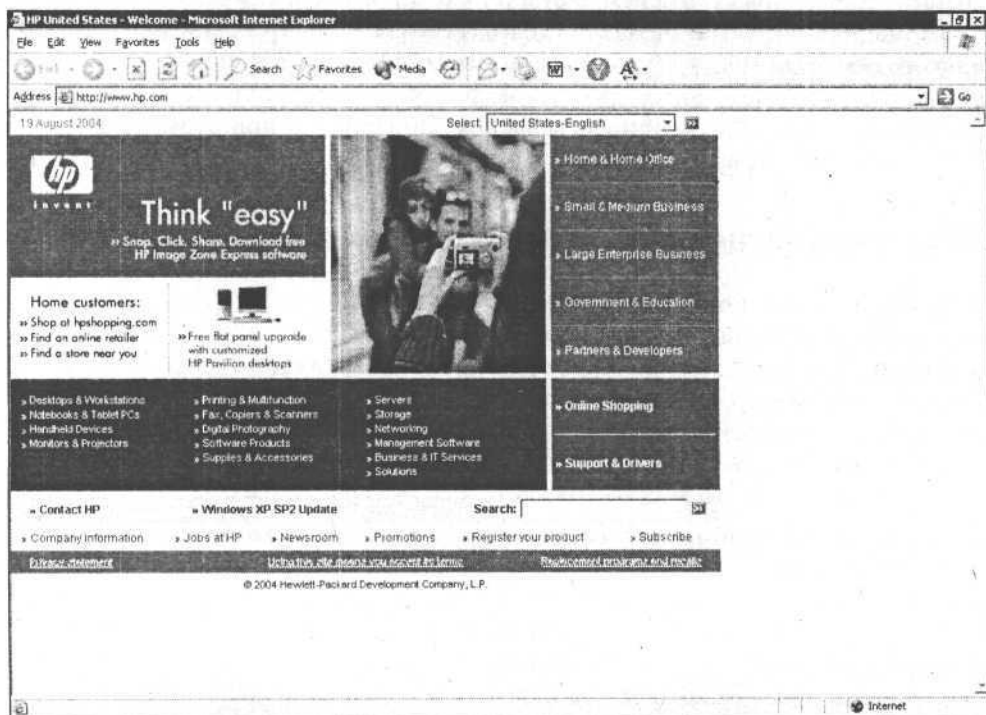 HP United States - Welcome - Microsoft Internet Explorer
File Edit View Favorites Tools Help
Search Favorites Media
Address http://www.hp.com Go
19 August 2004 Select United States-English
hp
invent
Think "easy"
» Snap. Click. Share. Download free
HP Image Zone Express software
» Home & Home Office
» Small & Medium Business
» Large Enterprise Business
» Government & Education
» Partners & Developers
Home customers:
» Shop at hpshopping.com
» Find an online retailer
» Find a store near you
» Free flat panel upgrade
with customized
HP Pavilion desktops
» Desktops & Workstations
» Notebooks & Tablet PCs
» Handheld Devices
» Monitors & Projectors
» Printing & Multifunction
» Fax, Copiers & Scanners
» Digital Photography
» Software Products
» Supplies & Accessories
» Servers
» Storage
» Networking
» Management Software
» Business & IT Services
» Solutions
» Online Shopping
» Support & Drivers
» Contact HP » Windows XP SP2 Update Search:
» Company information » Jobs at HP » Newsroom » Promotions » Register your product » Subscribe
Privacy statement Using this site means you accept its terms Replacement programs and recalls
© 2004 Hewlett-Packard Development Company, L.P.
Internet